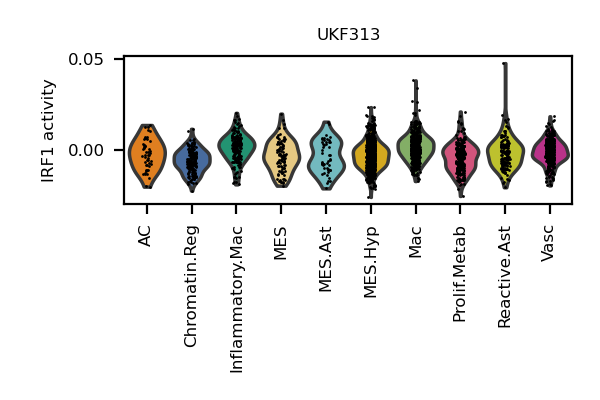 UKF313
IRF1 activity
0.05
0.00
AC
Chromatin.Reg
Inflammatory.Mac
MES
MES.Ast
MES.Hyp
Mac
Prolif.Metab
Reactive.Ast
Vasc